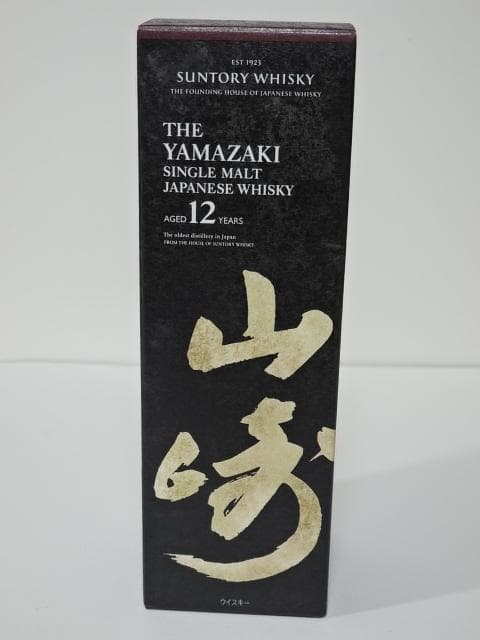 EST 1923
SUNTORY WHISKY
THE FOUNDING HOUSE OF JAPANESE WHISKY
THE
YAMAZAKI
SINGLE MALT
JAPANESE WHISKY
AGED 12 YEARS
The oldest distillery in Japan
FROM THE HOUSE OF SUNTORY WHISKY
山
崎
ウイスキー